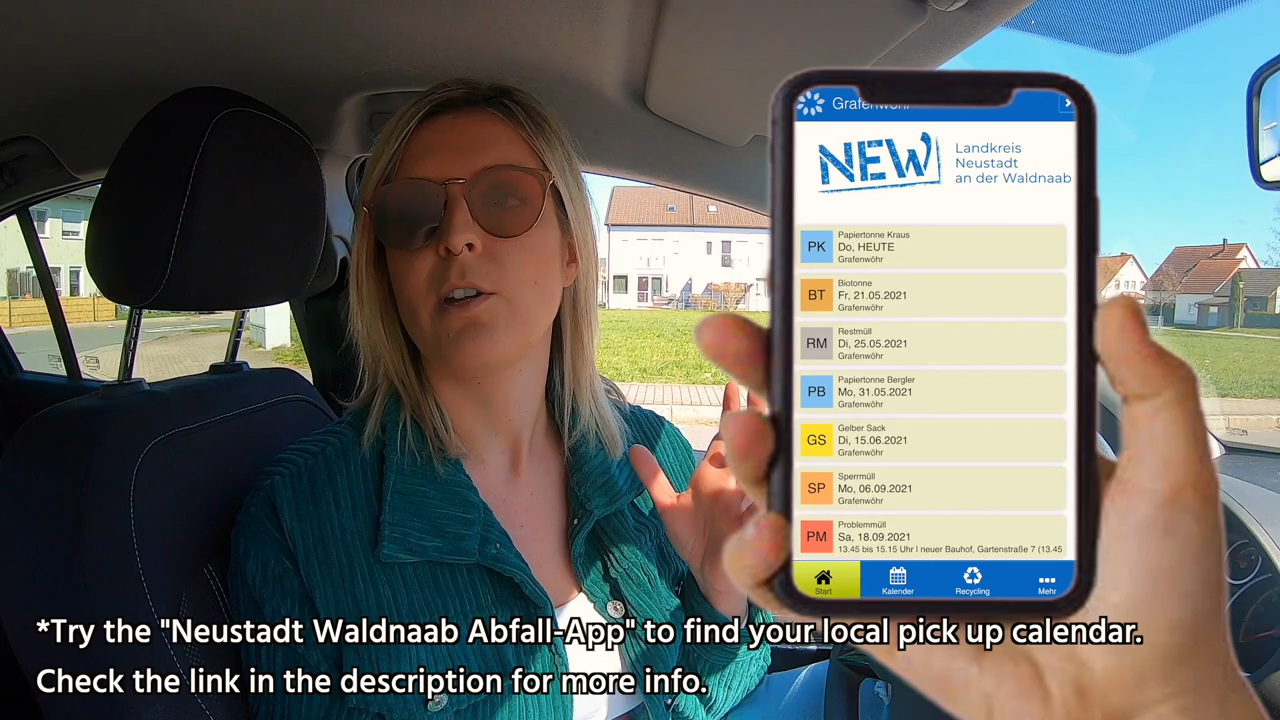 Grafenwöhr
NEW
Landkreis
Neustadt
an der Waldnaab
PK
Papiertonne Kraus
Do, HEUTE
Grafenwöhr
BT
Biotonne
Fr, 21.05.2021
Grafenwöhr
RM
Restmüll
Di, 25.05.2021
Grafenwöhr
PB
Papiertonne Bergler
Mo, 31.05.2021
Grafenwöhr
GS
Gelber Sack
Di, 15.06.2021
Grafenwöhr
SP
Sperrmüll
Mo, 06.09.2021
Grafenwöhr
PM
Problemmüll
Sa, 18.09.2021
13.45 bis 15.15 Uhr | neuer Bauhof, Gartenstraße 7 (13.45
Start
Kalender
Recycling
Mehr
*Try the "Neustadt Waldnaab Abfall-App" to find your local pick up calendar.
Check the link in the description for more info.